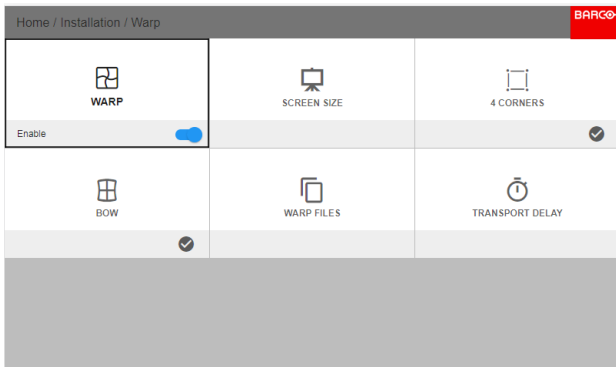 Home / Installation / Warp
BARCO
WARP
SCREEN SIZE
4 CORNERS
Enable
BOW
WARP FILES
TRANSPORT DELAY